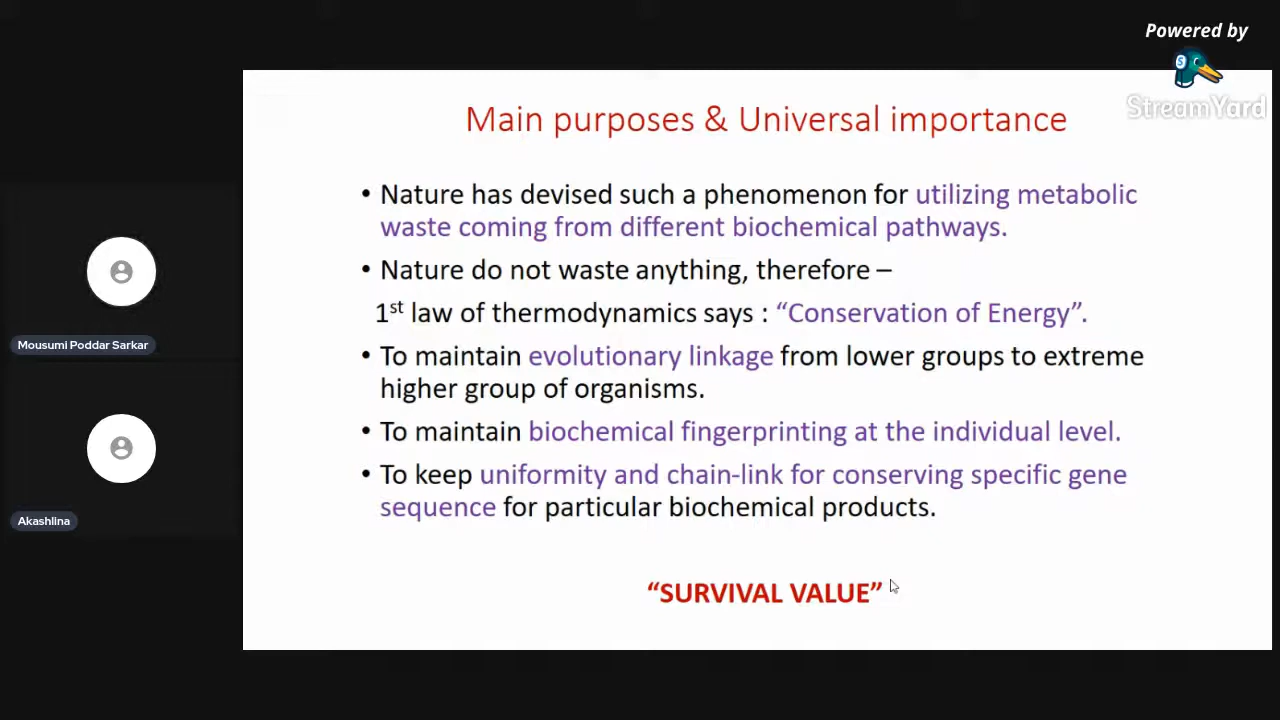 Powered by
StreamYard
Main purposes & Universal importance
• Nature has devised such a phenomenon for utilizing metabolic
waste coming from different biochemical pathways.
• Nature do not waste anything, therefore –
1st law of thermodynamics says : “Conservation of Energy”.
• To maintain evolutionary linkage from lower groups to extreme
higher group of organisms.
• To maintain biochemical fingerprinting at the individual level.
• To keep uniformity and chain-link for conserving specific gene
sequence for particular biochemical products.
“SURVIVAL VALUE”
Mousumi Poddar Sarkar
Akashlina